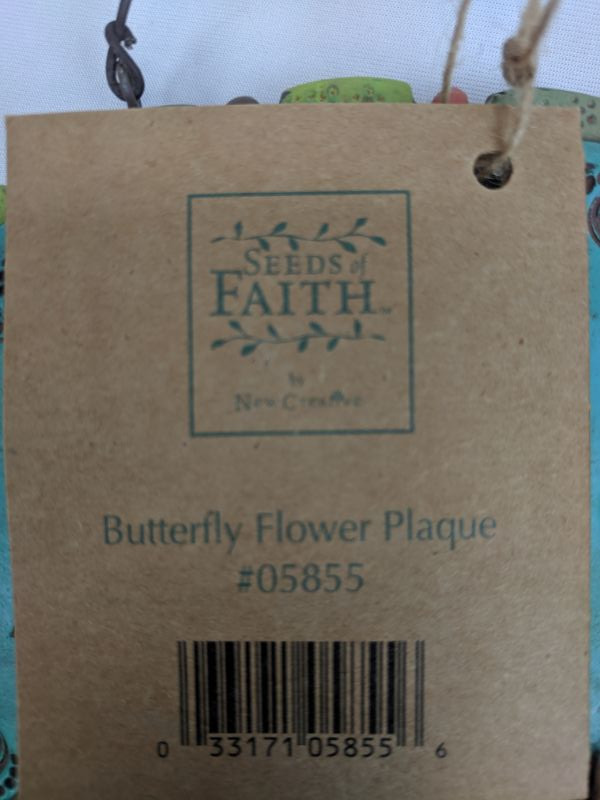 SEEDS of
FAITH™
by
New Creative
Butterfly Flower Plaque
#05855
0 33171 05855 6